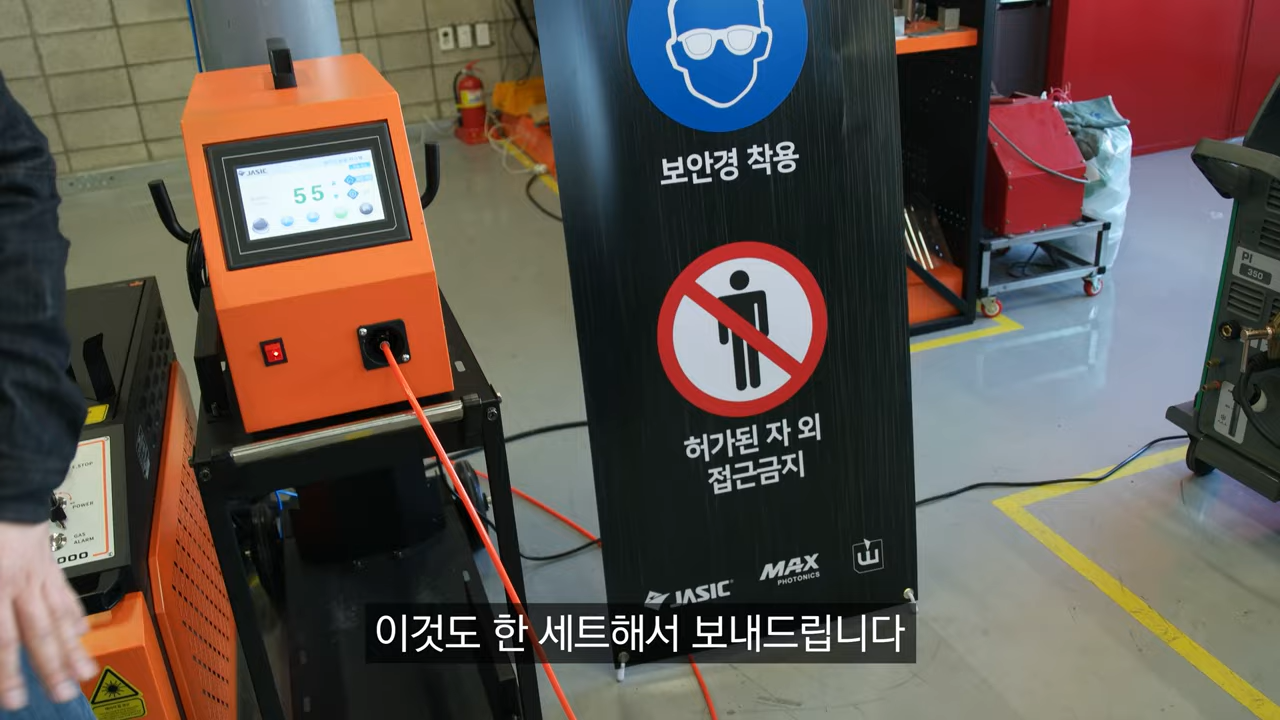 JASIC
55
보안경 착용
허가된 자 외
접근금지
JASIC
MAX
PHOTONICS
PI
350
POWER
GAS
ALARM
이것도 한 세트해서 보내드립니다